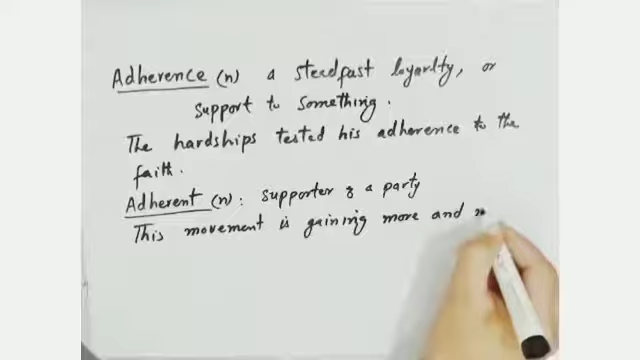 Adherence (n) a steadfast loyarlty, or
support to something.
The hardships tested his adherence to the
faith.
Adherent (n): supporter of a party
This movement is gaining more and